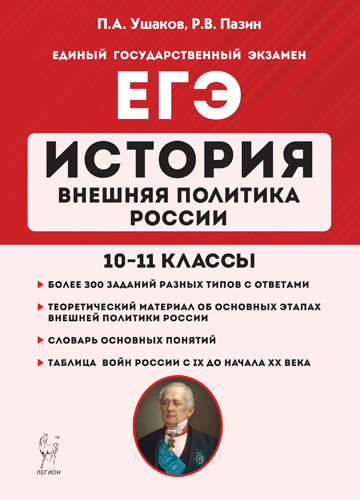 П.А. Ушаков, Р.В. Пазин
ЕДИНЫЙ ГОСУДАРСТВЕННЫЙ ЭКЗАМЕН
ЕГЭ
ИСТОРИЯ
ВНЕШНЯЯ ПОЛИТИКА
РОССИИ
10–11 КЛАССЫ
БОЛЕЕ 300 ЗАДАНИЙ РАЗНЫХ ТИПОВ С ОТВЕТАМИ
ТЕОРЕТИЧЕСКИЙ МАТЕРИАЛ ОБ ОСНОВНЫХ ЭТАПАХ
ВНЕШНЕЙ ПОЛИТИКИ РОССИИ
СЛОВАРЬ ОСНОВНЫХ ПОНЯТИЙ
ТАБЛИЦА ВОЙН РОССИИ С IX ДО НАЧАЛА XX ВЕКА
ЛЕГИОН